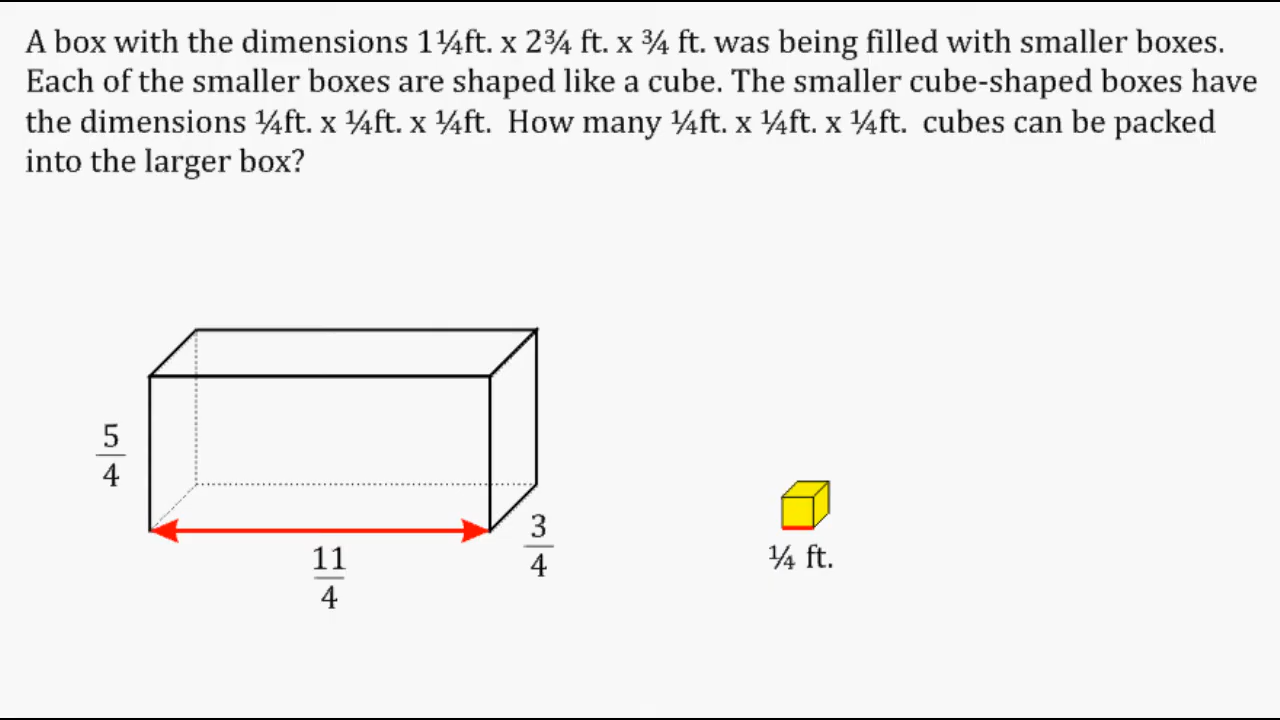 A box with the dimensions 1¼ft. x 2¾ ft. x ¾ ft. was being filled with smaller boxes.
Each of the smaller boxes are shaped like a cube. The smaller cube-shaped boxes have
the dimensions ¼ft. x ¼ft. x ¼ft.  How many ¼ft. x ¼ft. x ¼ft.  cubes can be packed
into the larger box?
5
4
11
4
3
4
¼ ft.